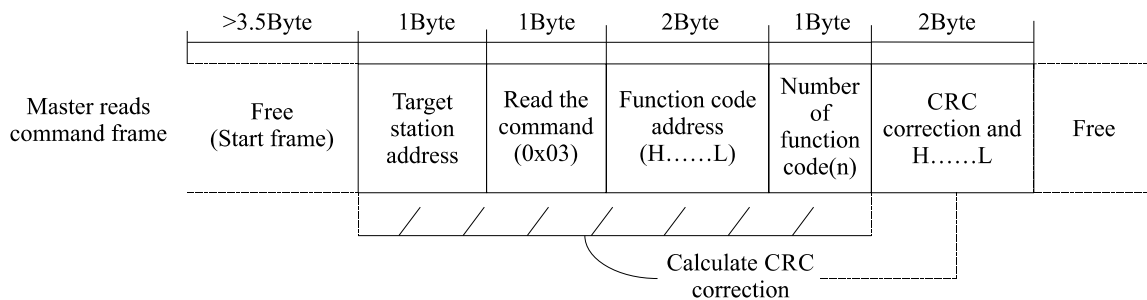 >3.5Byte 1Byte 1Byte 2Byte 1Byte 2Byte
Master reads
command frame
Free
(Start frame)
Target
station
address
Read the
command
(0x03)
Function code
address
(H……L)
Number
of
function
code(n)
CRC
correction and
H……L
Free
Calculate CRC
correction